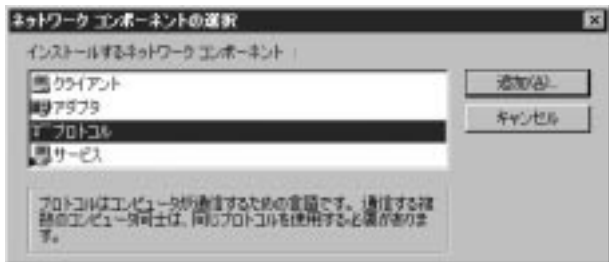 ネットワーク コンポーネントの選択
インストールするネットワーク コンポーネント :
クライアント
アダプタ
プロトコル
サービス
追加(A)...
キャンセル
プロトコルはコンピュータが通信するための言語です。通信する複
数のコンピュータ同士は、同じプロトコルを使用する必要がありま
す。